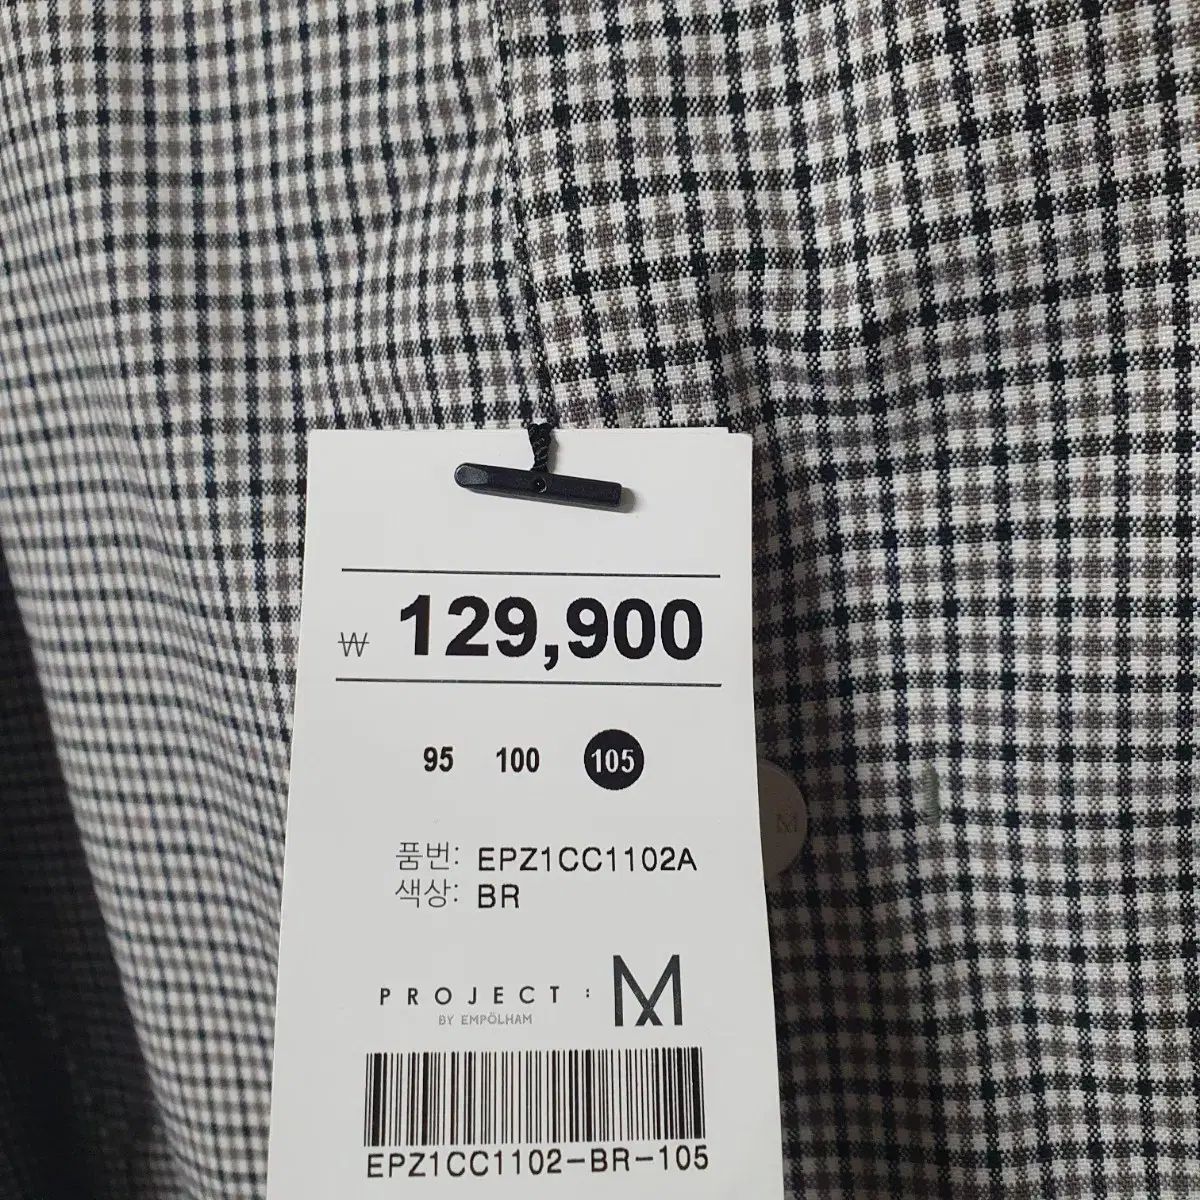 ₩ 129,900
95 100 105
품번: EPZ1CC1102A
색상: BR
PROJECT : M
BY EMPÖLHAM
EPZ1CC1102-BR-105